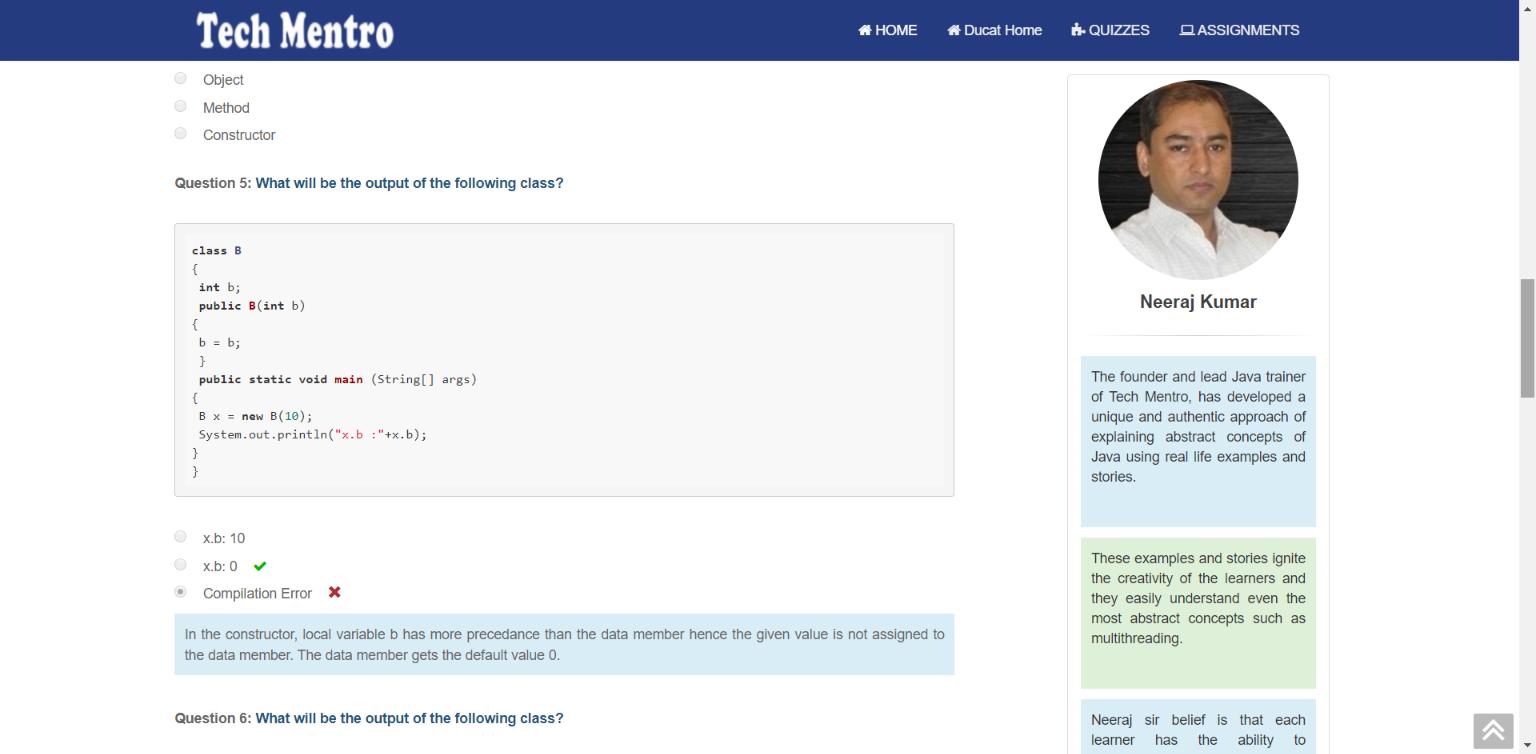 Tech Mentro
HOME
Ducat Home
QUIZZES
ASSIGNMENTS
Object
Method
Constructor
Question 5: What will be the output of the following class?
class B
{
int b;
public B(int b)
{
b = b;
}
public static void main (String[] args)
{
B x = new B(10);
System.out.println("x.b :"+x.b);
}
}
x.b: 10
x.b: 0
Compilation Error
In the constructor, local variable b has more precedance than the data member hence the given value is not assigned to
the data member. The data member gets the default value 0.
Question 6: What will be the output of the following class?
Neeraj Kumar
The founder and lead Java trainer
of Tech Mentro, has developed a
unique and authentic approach of
explaining abstract concepts of
Java using real life examples and
stories.
These examples and stories ignite
the creativity of the learners and
they easily understand even the
most abstract concepts such as
multithreading.
Neeraj sir belief is that each
learner has the ability to